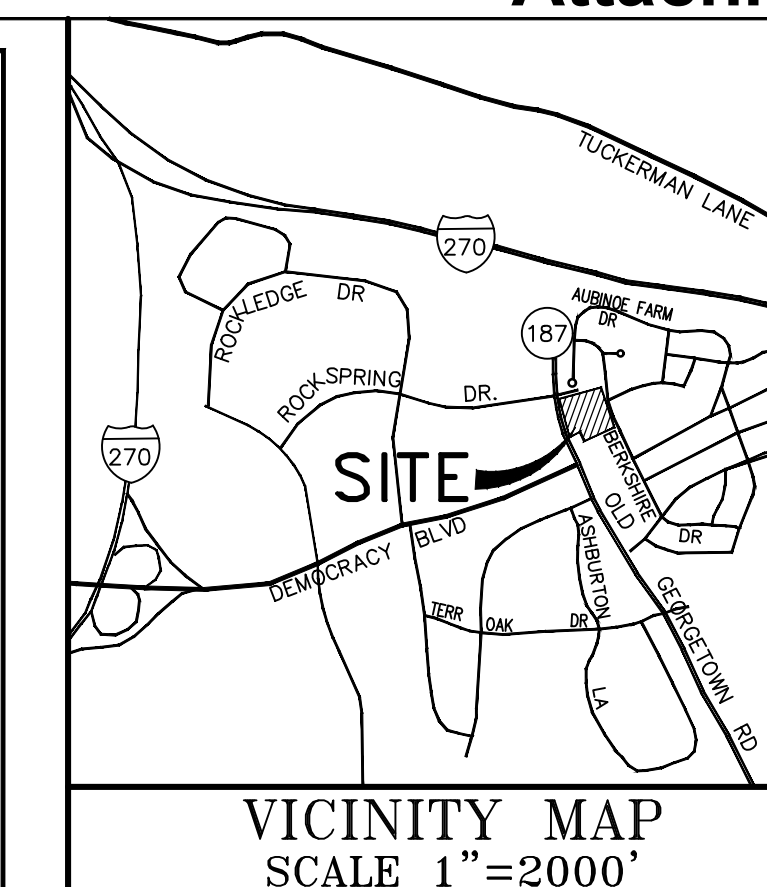 TUCKERMAN LANE
270
AUBINOE FARM
DR
187
ROCKLEDGE DR
ROCKSPRING DR.
270
SITE
BERKSHIRE
DR
OLD GEORGETOWN RD
DEMOCRACY BLVD
ASHBURTON LA
TERR OAK DR
VICINITY MAP
SCALE 1"=2000'